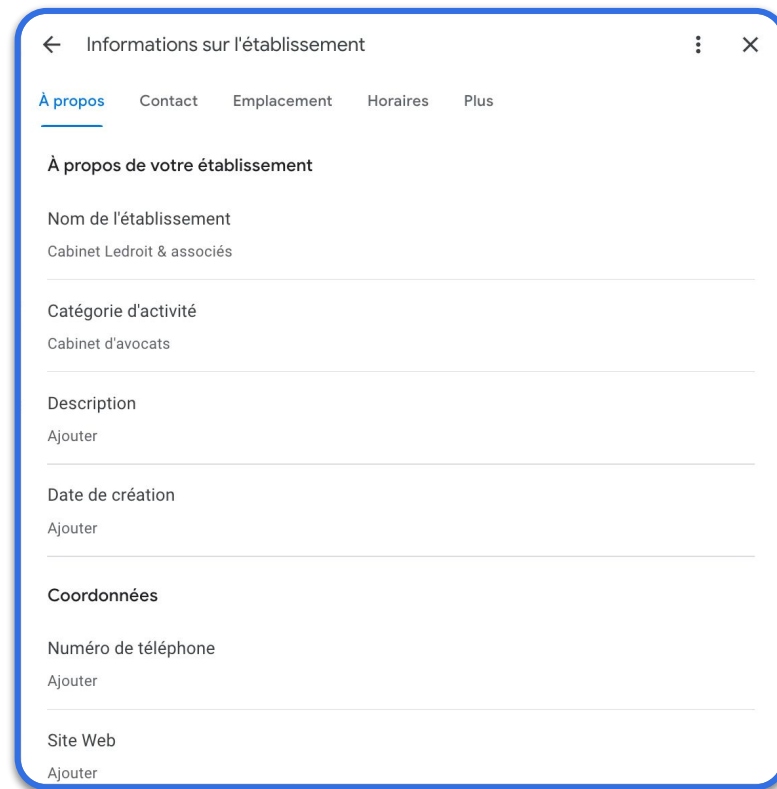 Informations sur l'établissement
À propos Contact Emplacement Horaires Plus
À propos de votre établissement
Nom de l'établissement
Cabinet Ledroit & associés
Catégorie d'activité
Cabinet d'avocats
Description
Ajouter
Date de création
Ajouter
Coordonnées
Numéro de téléphone
Ajouter
Site Web
Ajouter